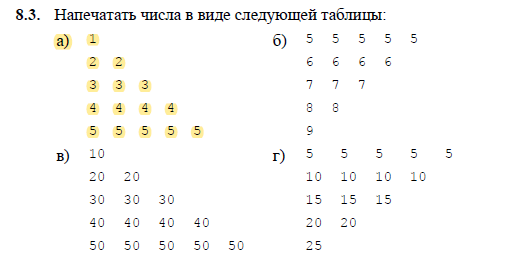 8.3. Напечатать числа в виде следующей таблицы:
а) 1
2 2
3 3 3
4 4 4 4
5 5 5 5 5
б) 5 5 5 5 5
6 6 6 6
7 7 7
8 8
9
в) 10
20 20
30 30 30
40 40 40 40
50 50 50 50 50
г) 5 5 5 5 5
10 10 10 10
15 15 15
20 20
25